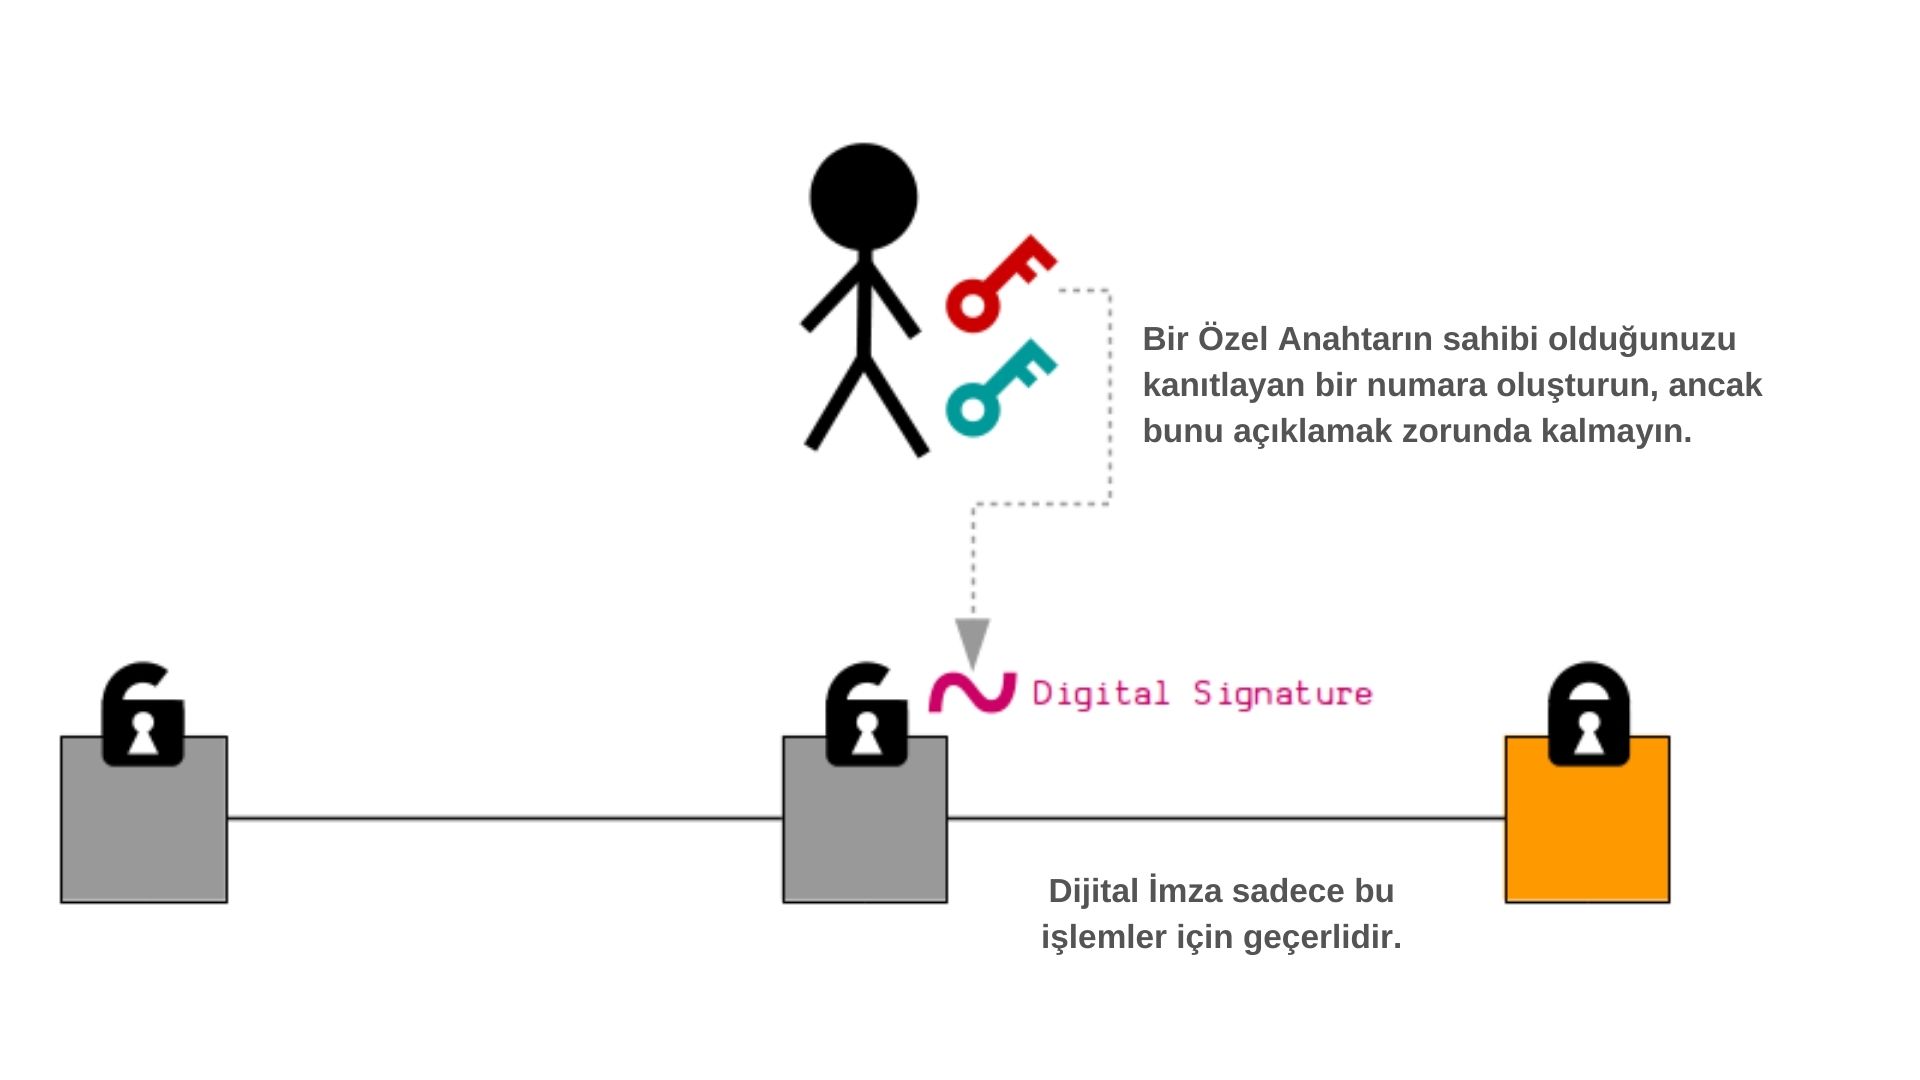 Bir Özel Anahtarın sahibi olduğunuzu
kanıtlayan bir numara oluşturun, ancak
bunu açıklamak zorunda kalmayın.
Digital Signature
Dijital İmza sadece bu
işlemler için geçerlidir.